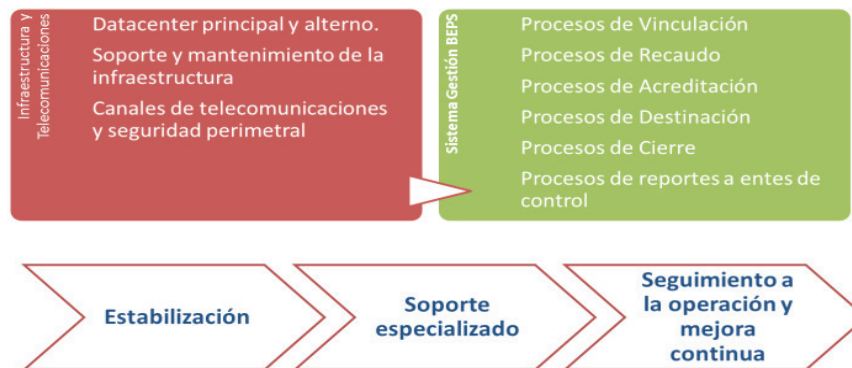 Infraestructura y
Telecomunicaciones
Datacenter principal y alterno.
Soporte y mantenimiento de la
infraestructura
Canales de telecomunicaciones
y seguridad perimetral
Sistema Gestión BEPS
Procesos de Vinculación
Procesos de Recaudo
Procesos de Acreditación
Procesos de Destinación
Procesos de Cierre
Procesos de reportes a entes de
control
Estabilización
Soporte
especializado
Seguimiento a
la operación y
mejora
continua